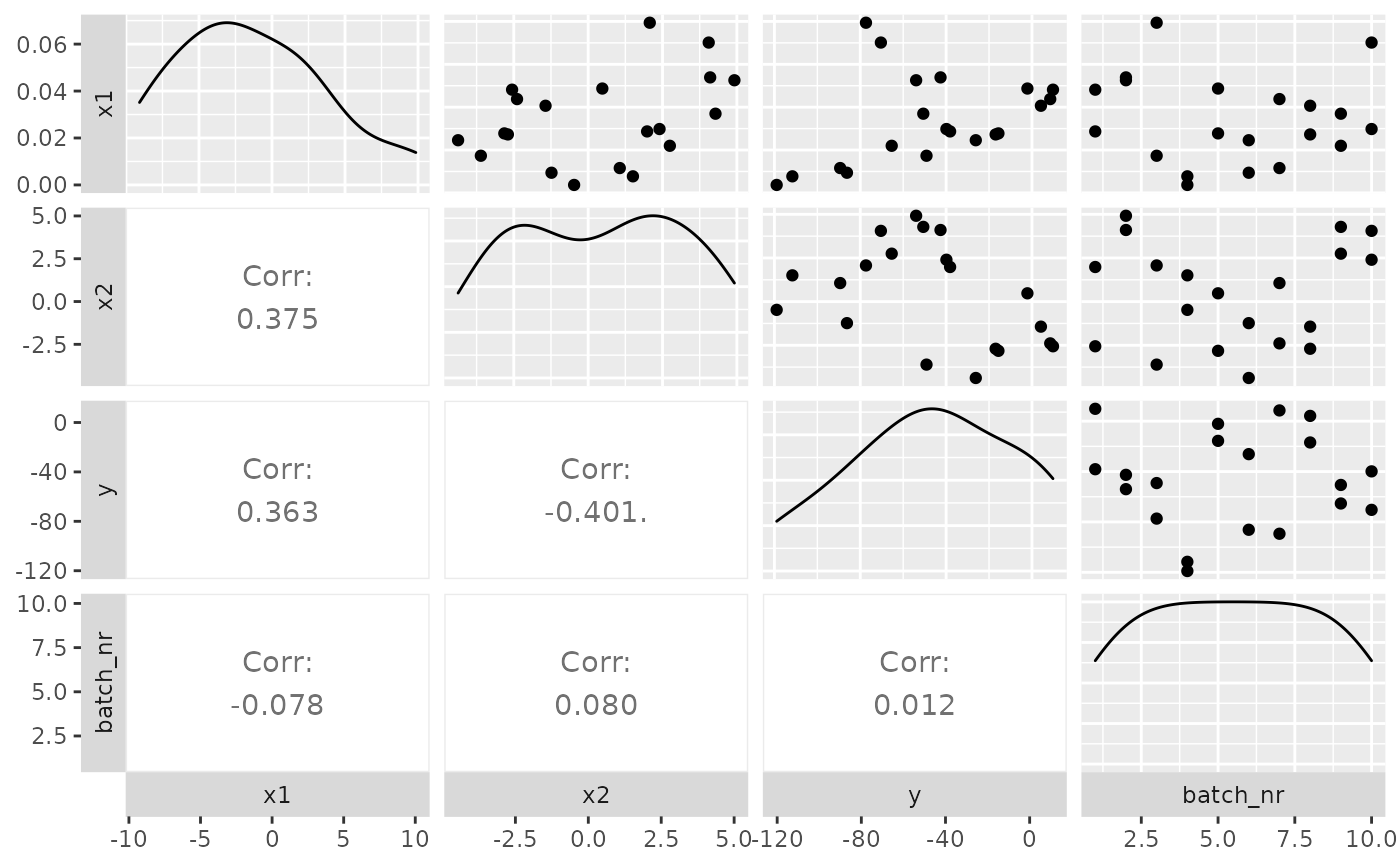 0.06
0.04
0.02
0.00
x1
5.0
2.5
0.0
-2.5
x2
Corr:
0.375
0
-40
-80
-120
y
Corr:
0.363
Corr:
-0.401.
10.0
7.5
5.0
2.5
batch_nr
Corr:
-0.078
Corr:
0.080
Corr:
0.012
x1 x2 y batch_nr
-10 -5 0 5 10 -2.5 0.0 2.5 5.0 -120 -80 -40 0 2.5 5.0 7.5 10.0